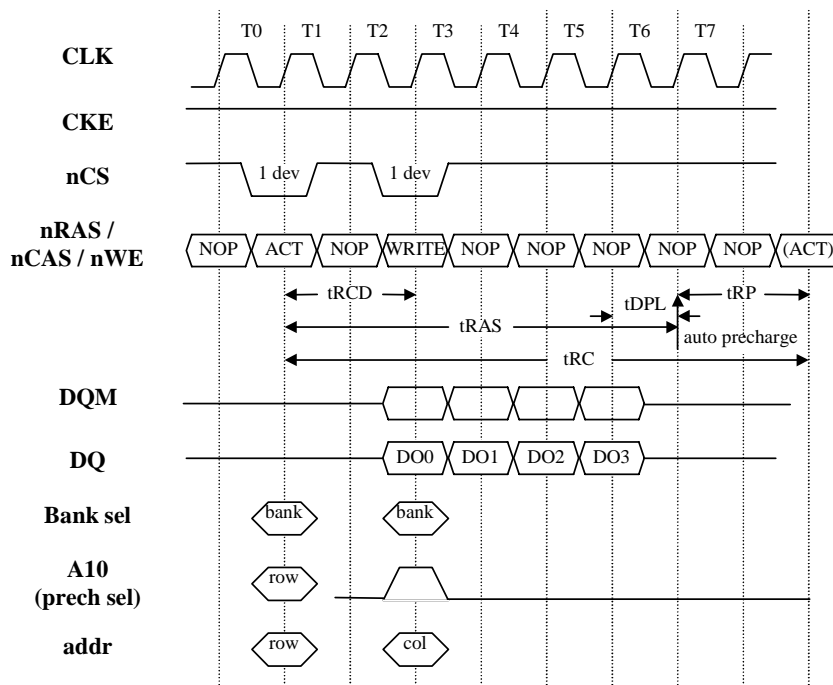 T0 T1 T2 T3 T4 T5 T6 T7
CLK
CKE
nCS 1 dev 1 dev
nRAS /
nCAS / nWE
NOP ACT NOP WRITE NOP NOP NOP NOP NOP (ACT)
tRCD tDPL tRP
tRAS
auto precharge
tRC
DQM
DQ DO0 DO1 DO2 DO3
Bank sel bank bank
A10
(prech sel)
row
addr row col